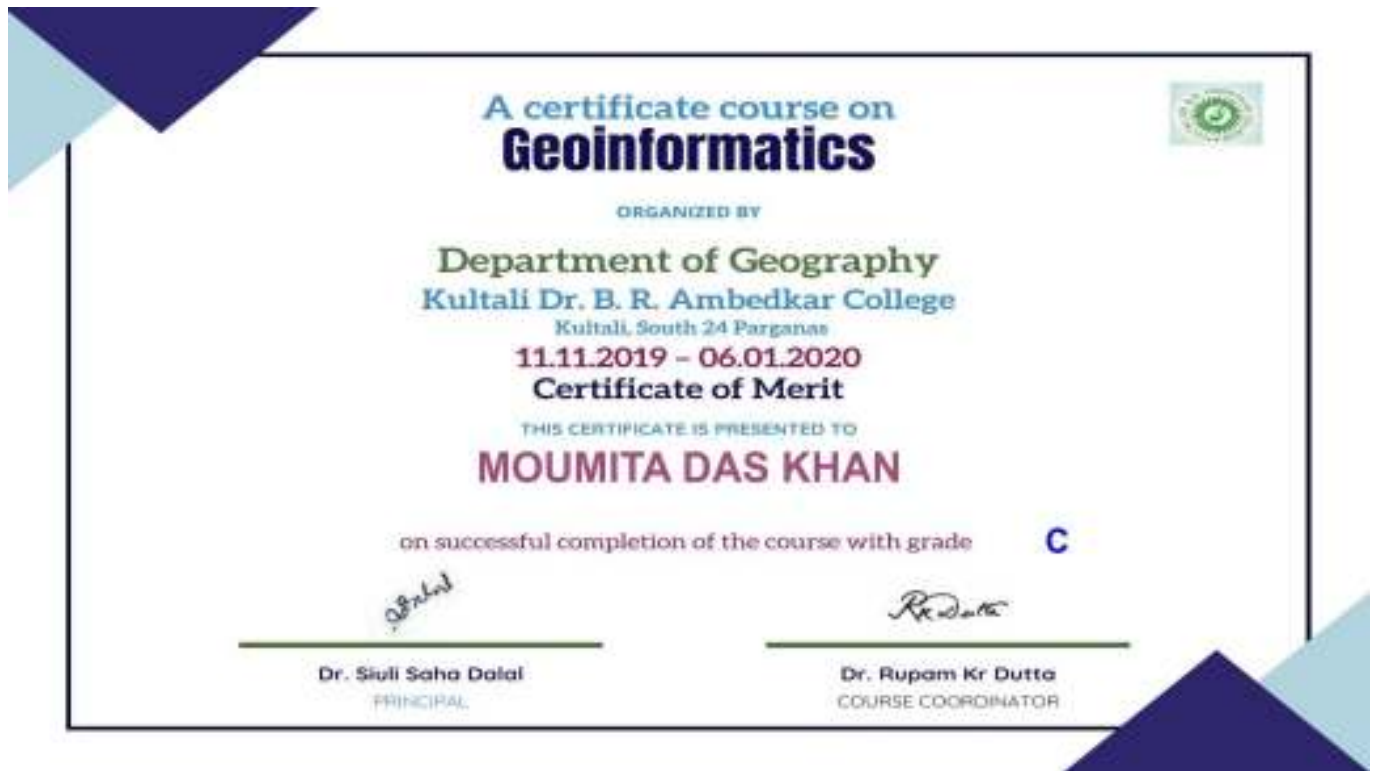 A certificate course on
Geoinformatics
ORGANIZED BY
Department of Geography
Kultali Dr. B. R. Ambedkar College
Kultali, South 24 Parganas
11.11.2019 – 06.01.2020
Certificate of Merit
THIS CERTIFICATE IS PRESENTED TO
MOUMITA DAS KHAN
on successful completion of the course with grade C
RKDutta
Dr. Siuli Saha Dalal Dr. Rupam Kr Dutta
PRINCIPAL COURSE COORDINATOR